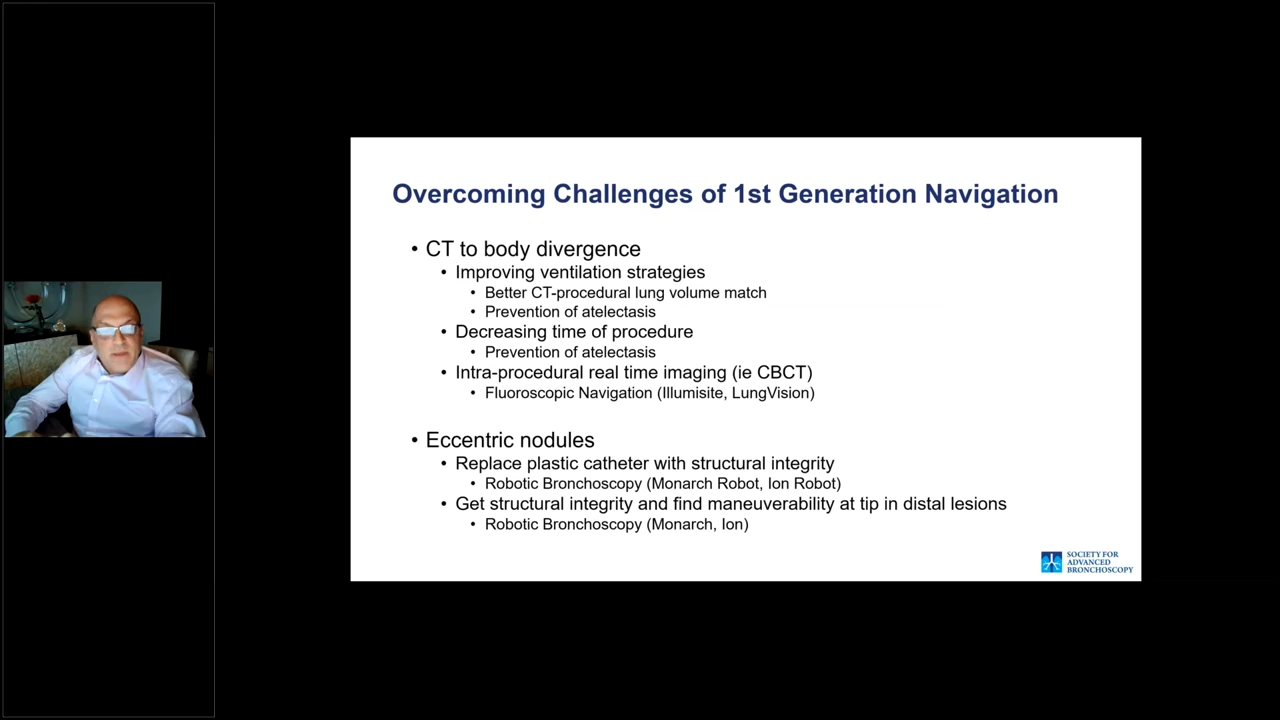 Overcoming Challenges of 1st Generation Navigation
• CT to body divergence
• Improving ventilation strategies
• Better CT-procedural lung volume match
• Prevention of atelectasis
• Decreasing time of procedure
• Prevention of atelectasis
• Intra-procedural real time imaging (ie CBCT)
• Fluoroscopic Navigation (Illumisite, LungVision)
• Eccentric nodules
• Replace plastic catheter with structural integrity
• Robotic Bronchoscopy (Monarch Robot, Ion Robot)
• Get structural integrity and find maneuverability at tip in distal lesions
• Robotic Bronchoscopy (Monarch, Ion)
SOCIETY FOR
ADVANCED
BRONCHOSCOPY